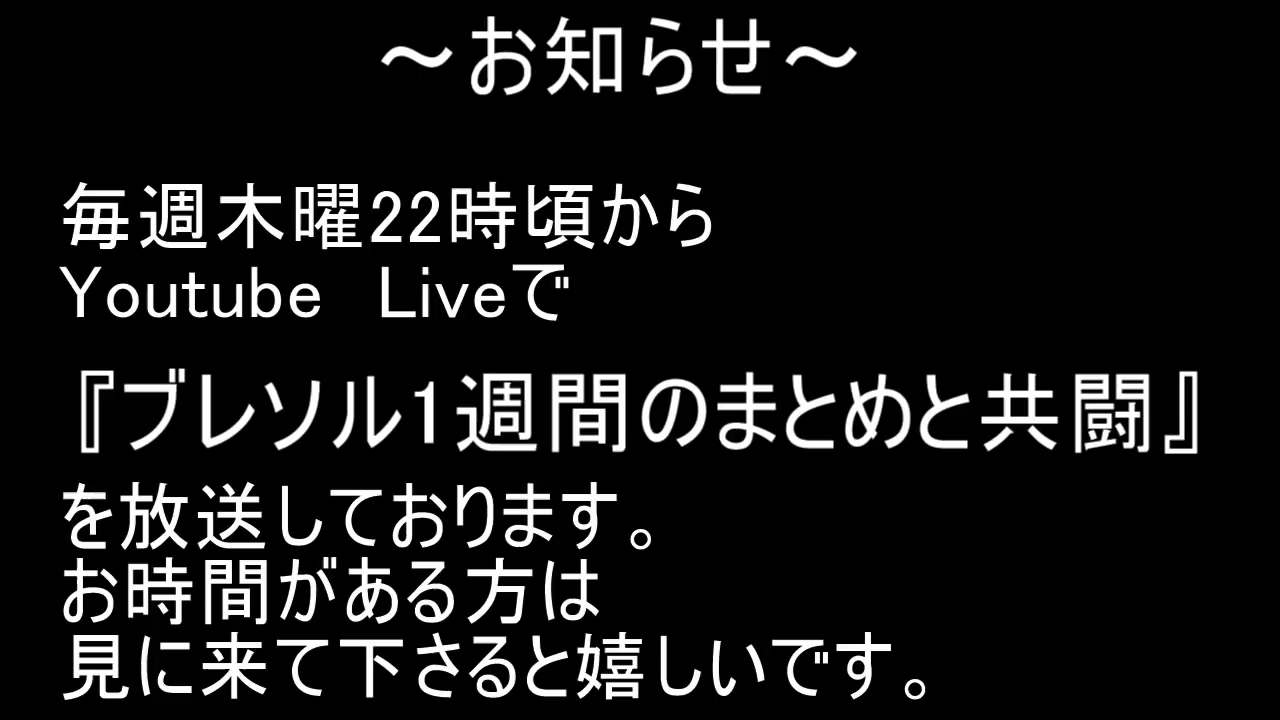 ～お知らせ～
毎週木曜22時頃から
Youtube　Liveで
『ブレソル1週間のまとめと共闘』
を放送しております。
お時間がある方は
見に来て下さると嬉しいです。